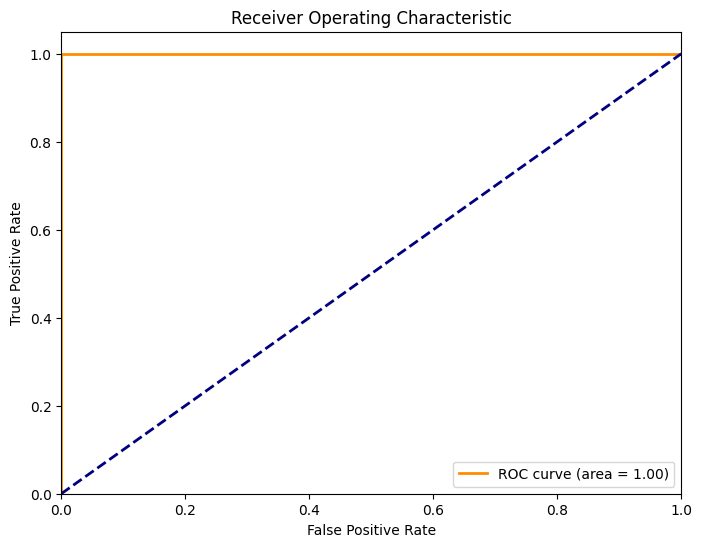 Receiver Operating Characteristic
1.0
0.8
0.6
0.4
0.2
0.0
True Positive Rate
ROC curve (area = 1.00)
0.0 0.2 0.4 0.6 0.8 1.0
False Positive Rate